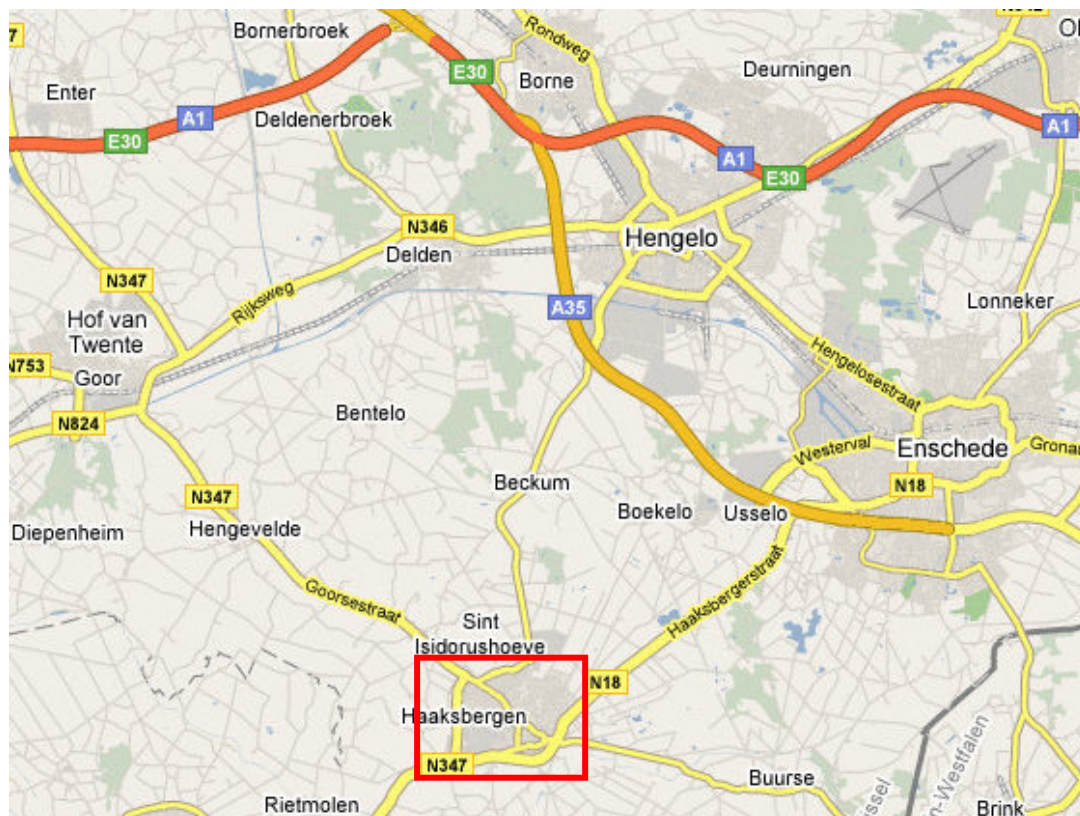 Bornerbroek
Rondweg
E30
Borne
Deurningen
Enter
A1
Deldenerbroek
E30
A1
A1
E30
N346
Hengelo
Delden
N347
Rijksweg
A35
Lonneker
Hof van
Twente
N753
Goor
Hengelosestraat
Bentelo
N824
Westerval
Enschede
Gronau
Beckum
N18
N347
Boekelo
Usselo
Diepenheim
Hengevelde
Haaksbergerstraat
Goorsestraat
Sint
Isidorushoeve
N18
Haaksbergen
N347
Buurse
Rietmolen
Brink